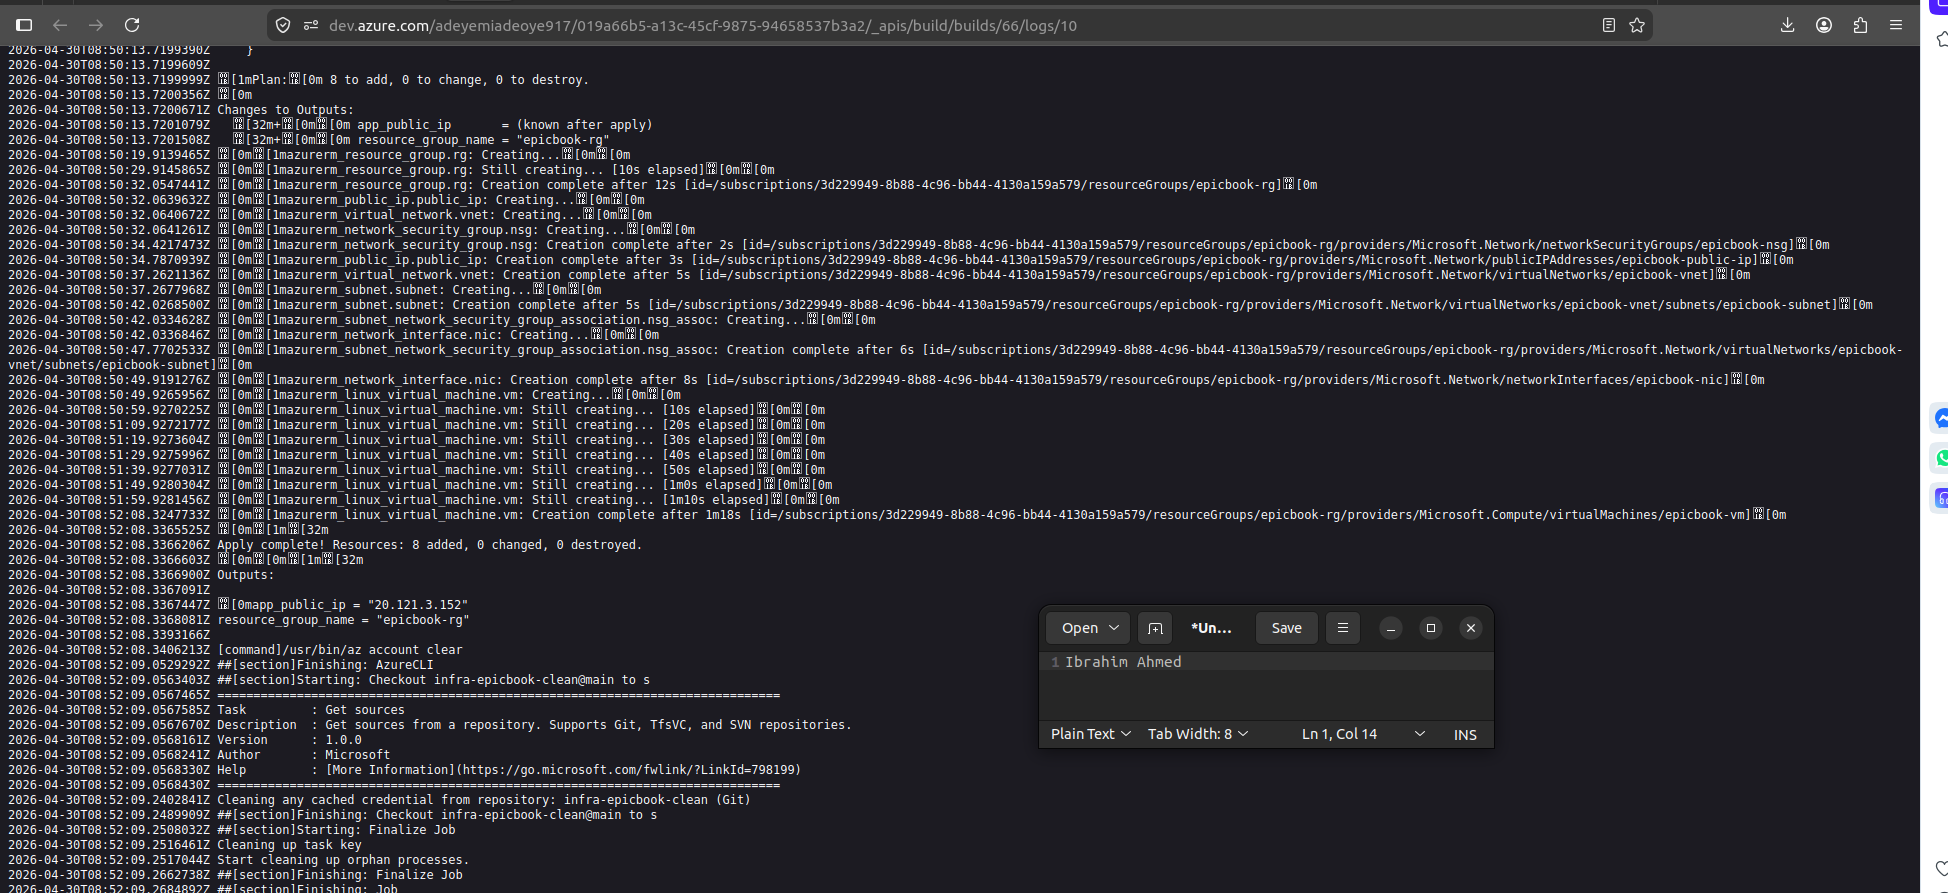 dev.azure.com/adeyemiadeoye917/019a66b5-a13c-45cf-9875-94658537b3a2/_apis/build/builds/66/logs/10
2026-04-30T08:50:13.7199390Z     }
2026-04-30T08:50:13.7199609Z
2026-04-30T08:50:13.7199999Z [1mPlan:[0m 8 to add, 0 to change, 0 to destroy.
2026-04-30T08:50:13.7200356Z [0m
2026-04-30T08:50:13.7200671Z Changes to Outputs:
2026-04-30T08:50:13.7201079Z   [32m+[0m[0m app_public_ip       = (known after apply)
2026-04-30T08:50:13.7201508Z   [32m+[0m[0m resource_group_name = "epicbook-rg"
2026-04-30T08:50:19.9139465Z [0m[1mazurerm_resource_group.rg: Creating...[0m[0m
2026-04-30T08:50:29.9145865Z [0m[1mazurerm_resource_group.rg: Still creating... [10s elapsed][0m[0m
2026-04-30T08:50:32.0547441Z [0m[1mazurerm_resource_group.rg: Creation complete after 12s [id=/subscriptions/3d229949-8b88-4c96-bb44-4130a159a579/resourceGroups/epicbook-rg][0m
2026-04-30T08:50:32.0639632Z [0m[1mazurerm_public_ip.public_ip: Creating...[0m[0m
2026-04-30T08:50:32.0640672Z [0m[1mazurerm_virtual_network.vnet: Creating...[0m[0m
2026-04-30T08:50:32.0641261Z [0m[1mazurerm_network_security_group.nsg: Creating...[0m[0m
2026-04-30T08:50:34.4217473Z [0m[1mazurerm_network_security_group.nsg: Creation complete after 2s [id=/subscriptions/3d229949-8b88-4c96-bb44-4130a159a579/resourceGroups/epicbook-rg/providers/Microsoft.Network/networkSecurityGroups/epicbook-nsg][0m
2026-04-30T08:50:34.7870939Z [0m[1mazurerm_public_ip.public_ip: Creation complete after 3s [id=/subscriptions/3d229949-8b88-4c96-bb44-4130a159a579/resourceGroups/epicbook-rg/providers/Microsoft.Network/publicIPAddresses/epicbook-public-ip][0m
2026-04-30T08:50:37.2621136Z [0m[1mazurerm_virtual_network.vnet: Creation complete after 5s [id=/subscriptions/3d229949-8b88-4c96-bb44-4130a159a579/resourceGroups/epicbook-rg/providers/Microsoft.Network/virtualNetworks/epicbook-vnet][0m
2026-04-30T08:50:37.2677968Z [0m[1mazurerm_subnet.subnet: Creating...[0m[0m
2026-04-30T08:50:42.0268500Z [0m[1mazurerm_subnet.subnet: Creation complete after 5s [id=/subscriptions/3d229949-8b88-4c96-bb44-4130a159a579/resourceGroups/epicbook-rg/providers/Microsoft.Network/virtualNetworks/epicbook-vnet/subnets/epicbook-subnet][0m
2026-04-30T08:50:42.0334628Z [0m[1mazurerm_subnet_network_security_group_association.nsg_assoc: Creating...[0m[0m
2026-04-30T08:50:42.0336846Z [0m[1mazurerm_network_interface.nic: Creating...[0m[0m
2026-04-30T08:50:47.7702533Z [0m[1mazurerm_subnet_network_security_group_association.nsg_assoc: Creation complete after 6s [id=/subscriptions/3d229949-8b88-4c96-bb44-4130a159a579/resourceGroups/epicbook-rg/providers/Microsoft.Network/virtualNetworks/epicbook-
vnet/subnets/epicbook-subnet][0m
2026-04-30T08:50:49.9191276Z [0m[1mazurerm_network_interface.nic: Creation complete after 8s [id=/subscriptions/3d229949-8b88-4c96-bb44-4130a159a579/resourceGroups/epicbook-rg/providers/Microsoft.Network/networkInterfaces/epicbook-nic][0m
2026-04-30T08:50:49.9265956Z [0m[1mazurerm_linux_virtual_machine.vm: Creating...[0m[0m
2026-04-30T08:50:59.9270225Z [0m[1mazurerm_linux_virtual_machine.vm: Still creating... [10s elapsed][0m[0m
2026-04-30T08:51:09.9272177Z [0m[1mazurerm_linux_virtual_machine.vm: Still creating... [20s elapsed][0m[0m
2026-04-30T08:51:19.9273604Z [0m[1mazurerm_linux_virtual_machine.vm: Still creating... [30s elapsed][0m[0m
2026-04-30T08:51:29.9275996Z [0m[1mazurerm_linux_virtual_machine.vm: Still creating... [40s elapsed][0m[0m
2026-04-30T08:51:39.9277031Z [0m[1mazurerm_linux_virtual_machine.vm: Still creating... [50s elapsed][0m[0m
2026-04-30T08:51:49.9280304Z [0m[1mazurerm_linux_virtual_machine.vm: Still creating... [1m0s elapsed][0m[0m
2026-04-30T08:51:59.9281456Z [0m[1mazurerm_linux_virtual_machine.vm: Still creating... [1m10s elapsed][0m[0m
2026-04-30T08:52:08.3247733Z [0m[1mazurerm_linux_virtual_machine.vm: Creation complete after 1m18s [id=/subscriptions/3d229949-8b88-4c96-bb44-4130a159a579/resourceGroups/epicbook-rg/providers/Microsoft.Compute/virtualMachines/epicbook-vm][0m
2026-04-30T08:52:08.3365525Z [0m[1m[32m
2026-04-30T08:52:08.3366206Z Apply complete! Resources: 8 added, 0 changed, 0 destroyed.
2026-04-30T08:52:08.3366603Z [0m[0m[1m[32m
2026-04-30T08:52:08.3366900Z Outputs:
2026-04-30T08:52:08.3367091Z
2026-04-30T08:52:08.3367447Z [0mapp_public_ip = "20.121.3.152"
2026-04-30T08:52:08.3368081Z resource_group_name = "epicbook-rg"
2026-04-30T08:52:08.3393166Z
2026-04-30T08:52:08.3406213Z [command]/usr/bin/az account clear
2026-04-30T08:52:09.0529292Z ##[section]Finishing: AzureCLI
2026-04-30T08:52:09.0563403Z ##[section]Starting: Checkout infra-epicbook-clean@main to s
2026-04-30T08:52:09.0567465Z ==============================================================================
2026-04-30T08:52:09.0567585Z Task         : Get sources
2026-04-30T08:52:09.0567670Z Description  : Get sources from a repository. Supports Git, TfsVC, and SVN repositories.
2026-04-30T08:52:09.0568161Z Version      : 1.0.0
2026-04-30T08:52:09.0568241Z Author       : Microsoft
2026-04-30T08:52:09.0568330Z Help         : [More Information](https://go.microsoft.com/fwlink/?LinkId=798199)
2026-04-30T08:52:09.0568430Z ==============================================================================
2026-04-30T08:52:09.2402841Z Cleaning any cached credential from repository: infra-epicbook-clean (Git)
2026-04-30T08:52:09.2489909Z ##[section]Finishing: Checkout infra-epicbook-clean@main to s
2026-04-30T08:52:09.2508032Z ##[section]Starting: Finalize Job
2026-04-30T08:52:09.2516461Z Cleaning up task key
2026-04-30T08:52:09.2517044Z Start cleaning up orphan processes.
2026-04-30T08:52:09.2662738Z ##[section]Finishing: Finalize Job
2026-04-30T08:52:09.2684892Z ##[section]Finishing: Job
Open *Un... Save
1 Ibrahim Ahmed
Plain Text Tab Width: 8 Ln 1, Col 14 INS